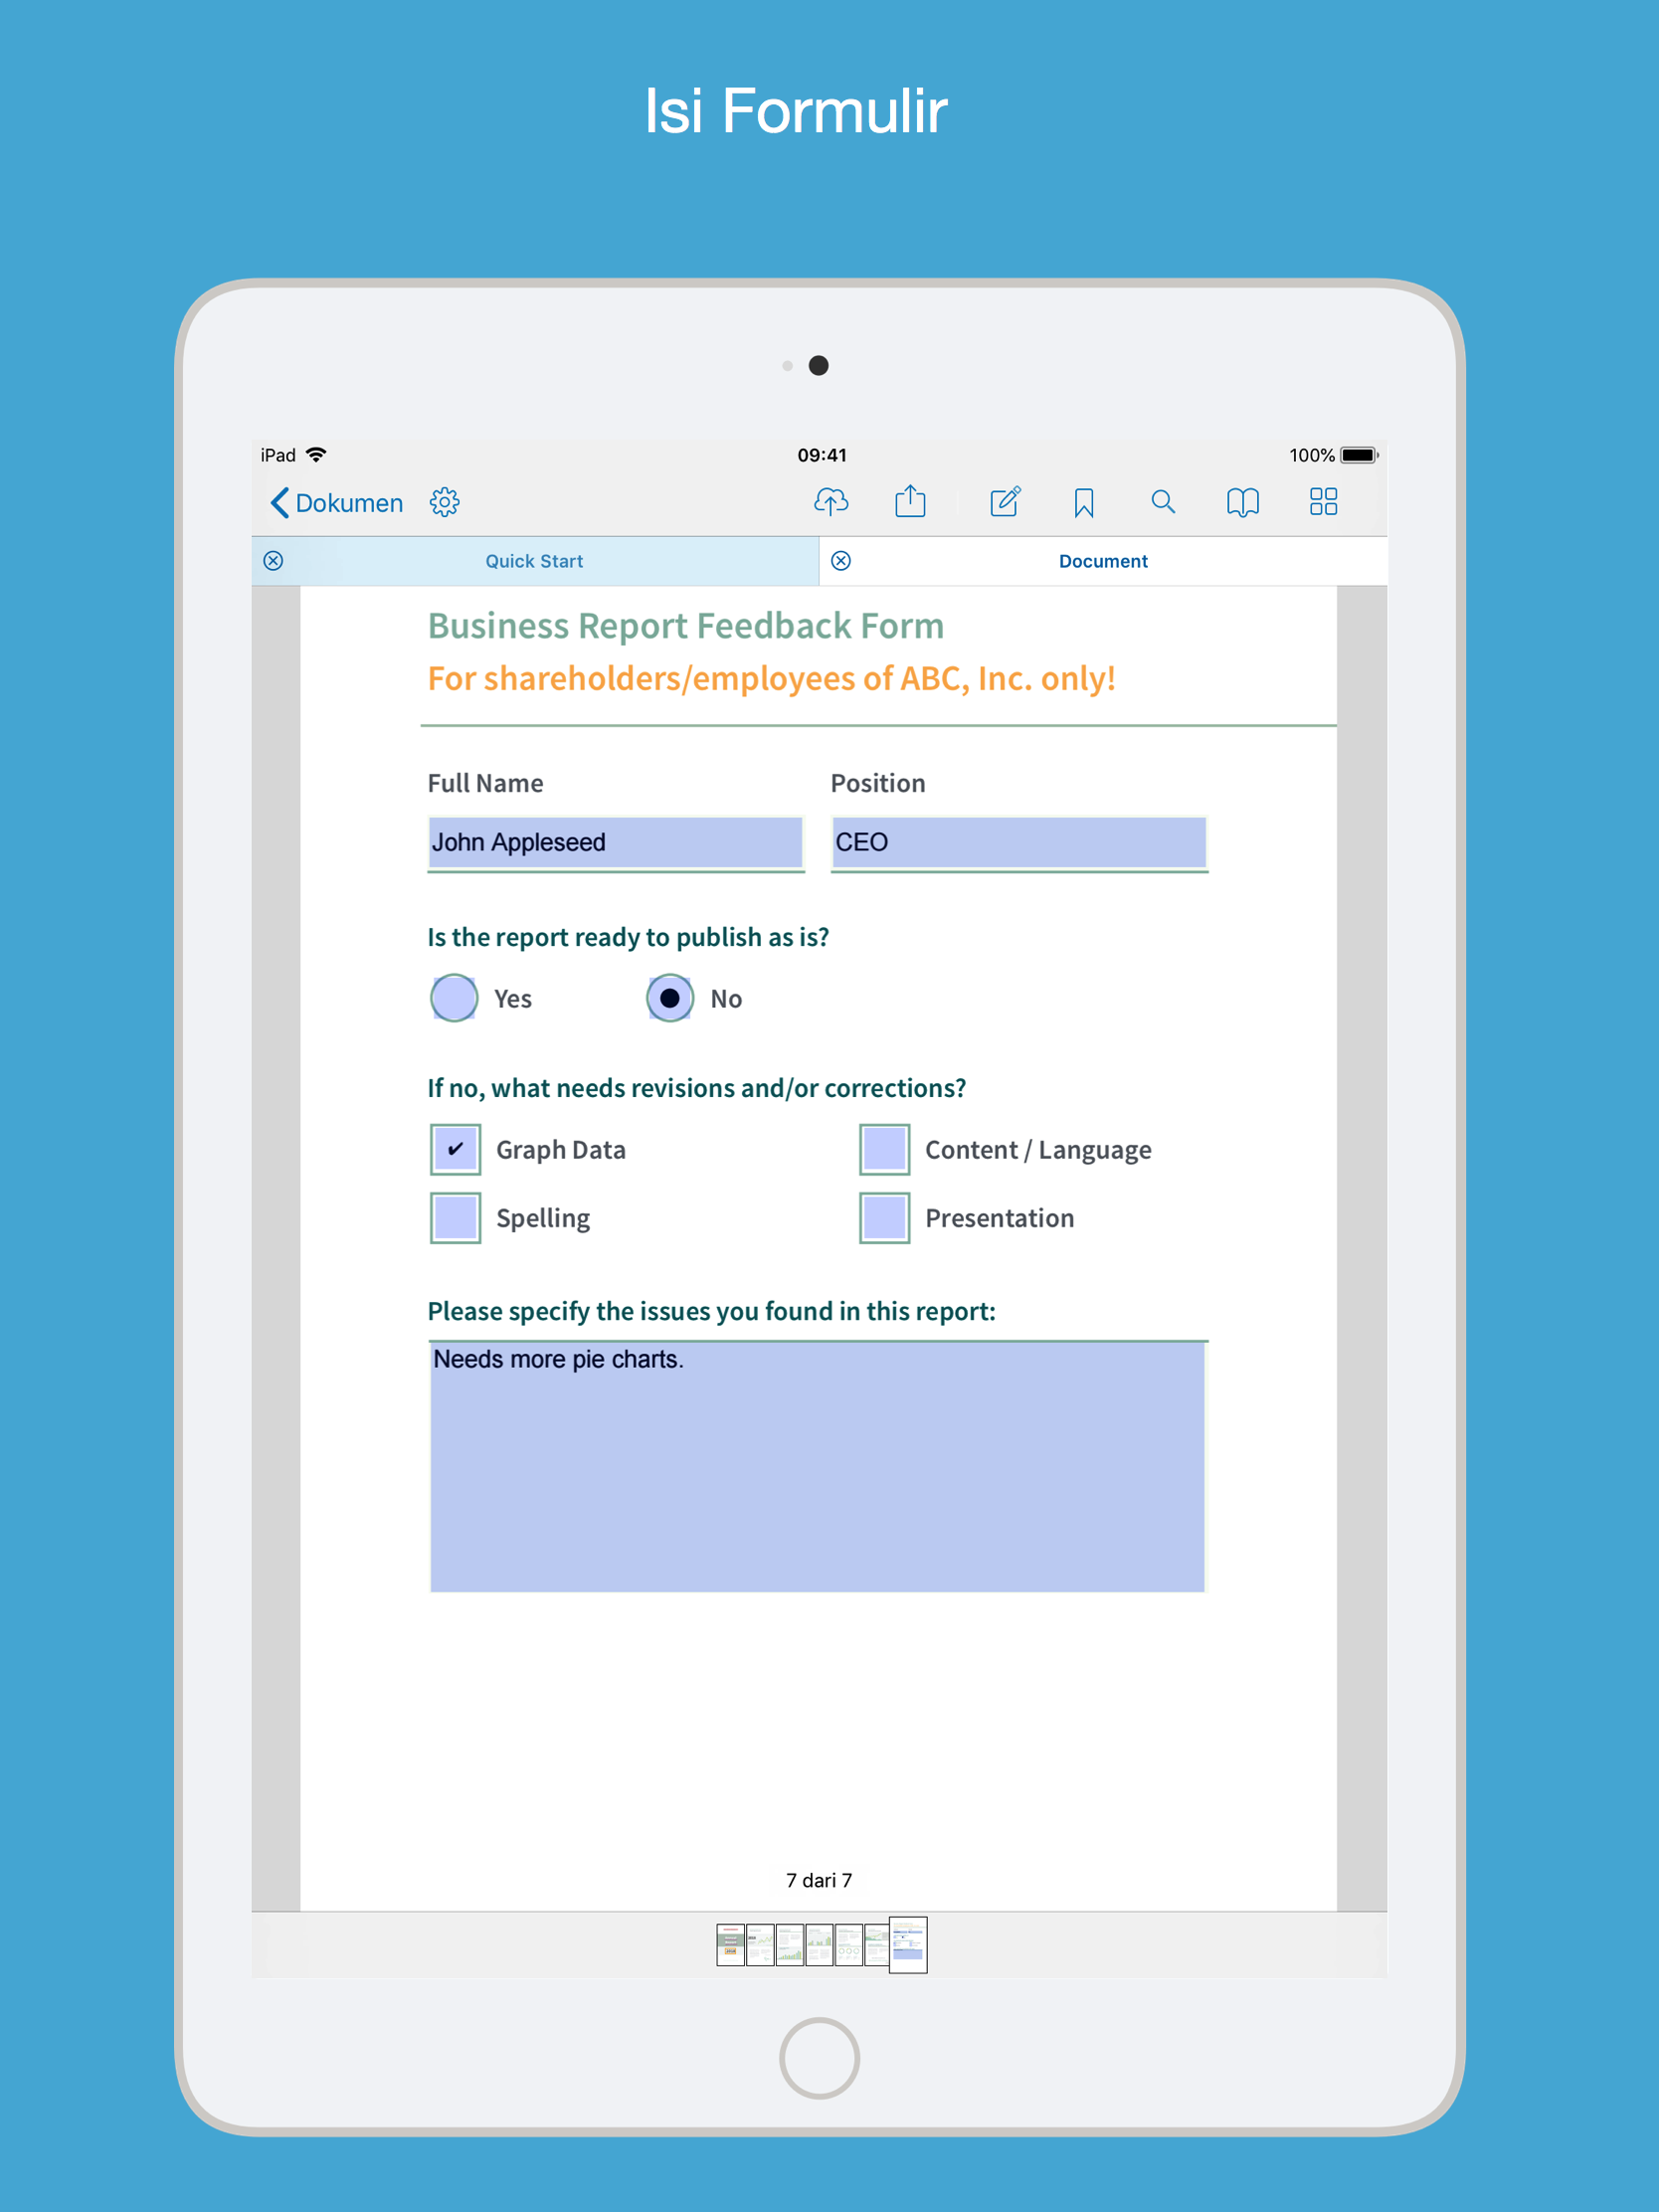 Isi Formulir
iPad 09:41 100%
Dokumen
Quick Start Document
Business Report Feedback Form
For shareholders/employees of ABC, Inc. only!
Full Name Position
John Appleseed CEO
Is the report ready to publish as is?
Yes No
If no, what needs revisions and/or corrections?
Graph Data Content / Language
Spelling Presentation
Please specify the issues you found in this report:
Needs more pie charts.
7 dari 7